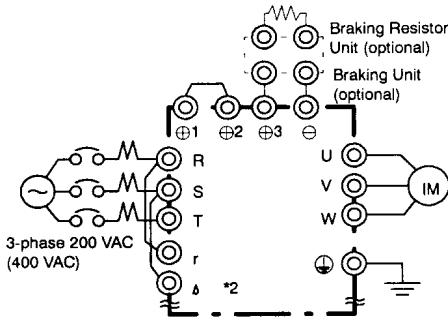 Braking Resistor
Unit (optional)
Braking Unit
(optional)
⊕1 ⊕2 ⊕3 ⊖
R U
S V IM
T W
3-phase 200 VAC
(400 VAC)
r
*2